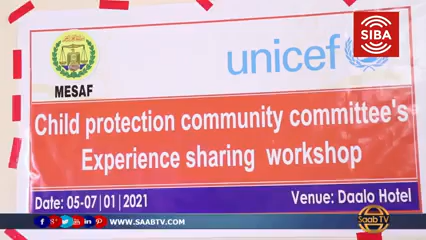 SIBA
unicef
MESAF
Child protection community committee's
Experience sharing workshop
Date: 05-07|01|2021
Venue: Daalo Hotel
WWW.SAABTV.COM
Saab TV